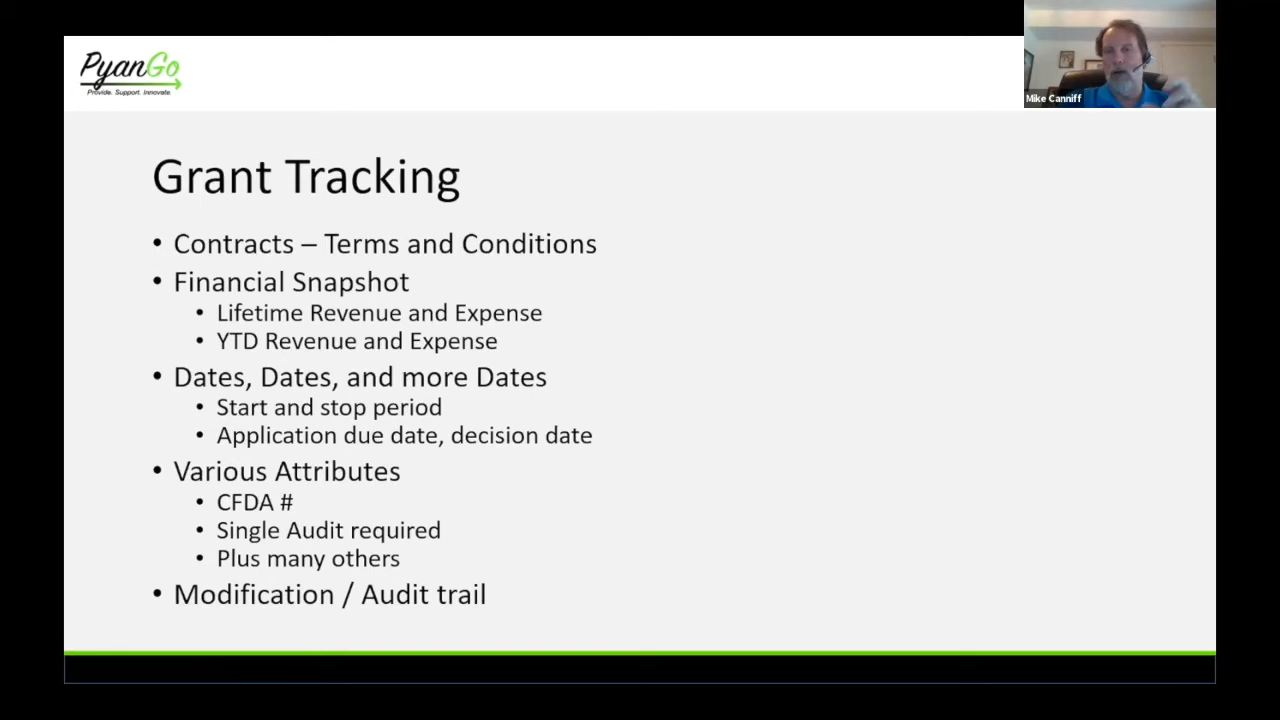 PyanGo
Provide. Support. Innovate.
Mike Canniff
Grant Tracking
• Contracts – Terms and Conditions
• Financial Snapshot
• Lifetime Revenue and Expense
• YTD Revenue and Expense
• Dates, Dates, and more Dates
• Start and stop period
• Application due date, decision date
• Various Attributes
• CFDA #
• Single Audit required
• Plus many others
• Modification / Audit trail